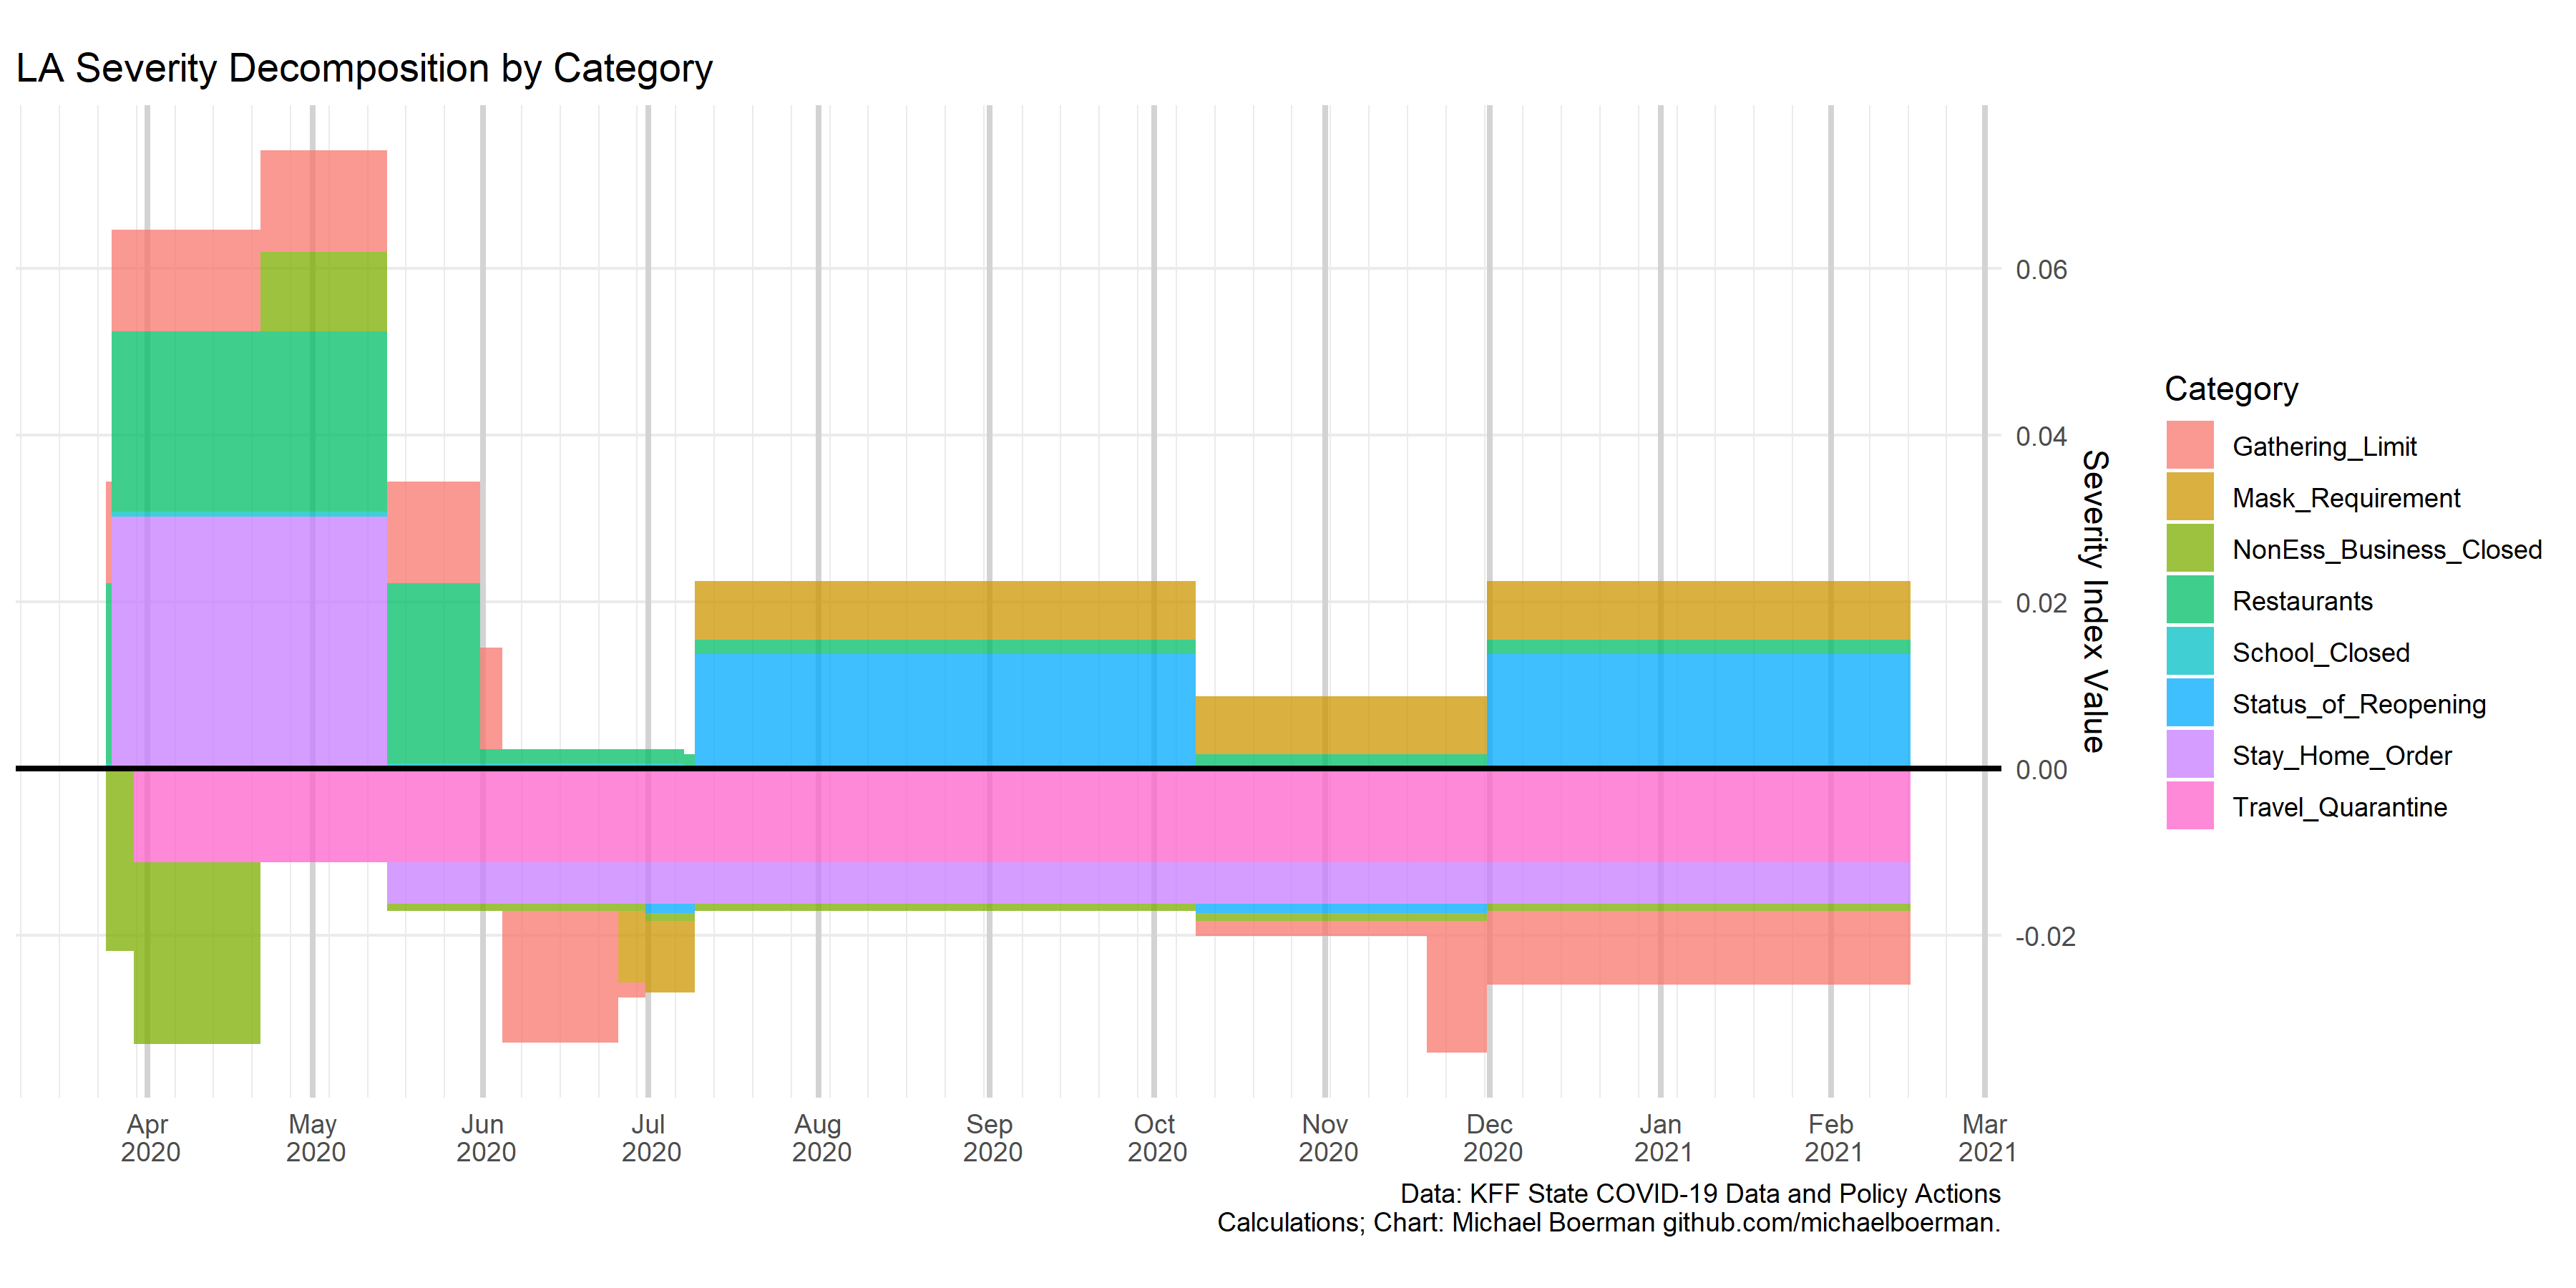 LA Severity Decomposition by Category
0.06
0.04
0.02
0.00
-0.02
Severity Index Value
Apr
2020
May
2020
Jun
2020
Jul
2020
Aug
2020
Sep
2020
Oct
2020
Nov
2020
Dec
2020
Jan
2021
Feb
2021
Mar
2021
Category
Gathering_Limit
Mask_Requirement
NonEss_Business_Closed
Restaurants
School_Closed
Status_of_Reopening
Stay_Home_Order
Travel_Quarantine
Data: KFF State COVID-19 Data and Policy Actions
Calculations; Chart: Michael Boerman github.com/michaelboerman.